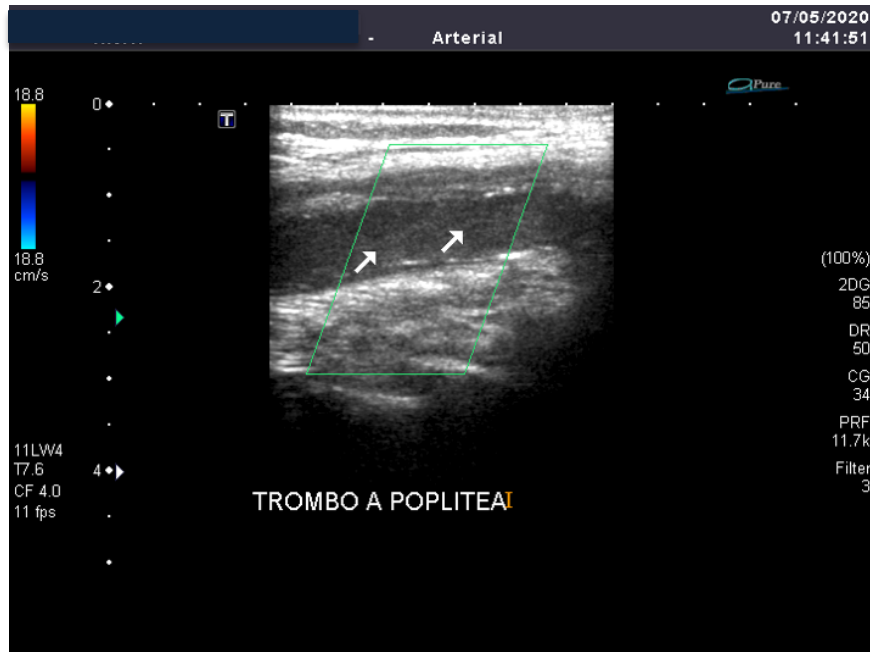 07/05/2020
- Arterial 11:41:51
aPure
18.8
0
T
18.8
cm/s
(100%)
2DG
85
2
DR
50
CG
34
PRF
11.7k
11LW4
T7.6
CF 4.0
11 fps
4
Filter
3
TROMBO A POPLITEA